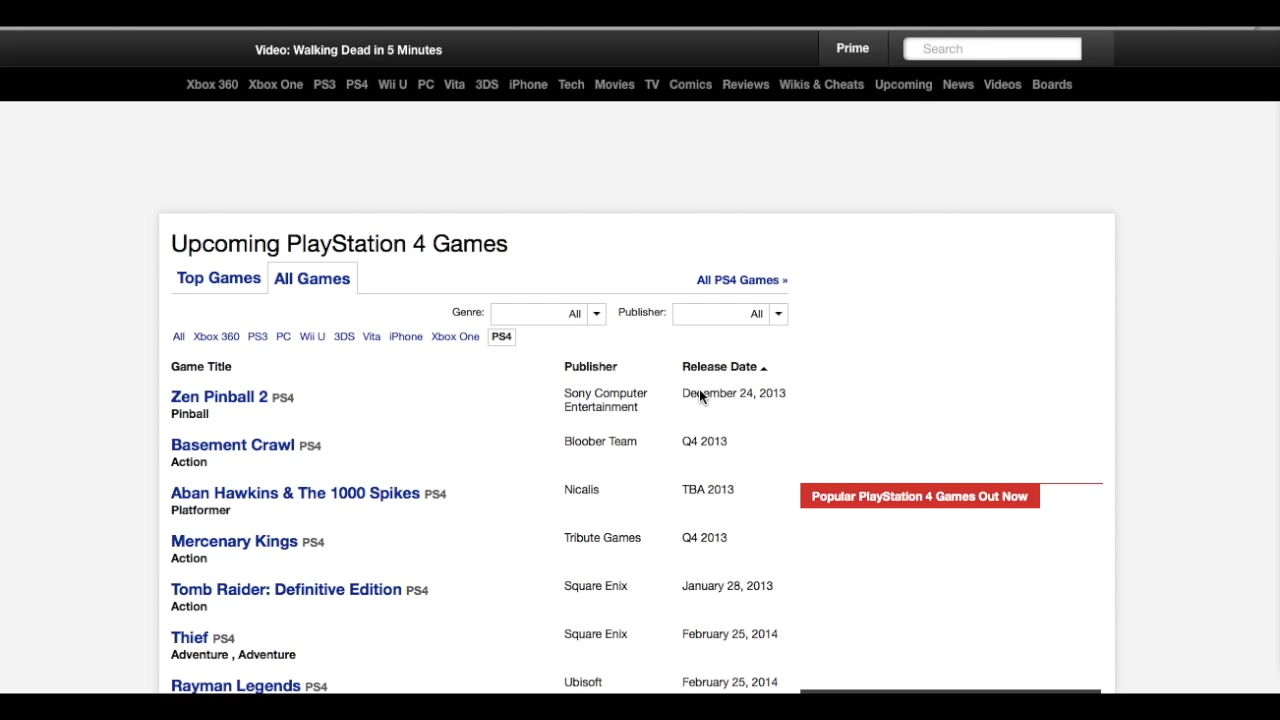 Video: Walking Dead in 5 Minutes
Prime
Search
Xbox 360 Xbox One PS3 PS4 Wii U PC Vita 3DS iPhone Tech Movies TV Comics Reviews Wikis & Cheats Upcoming News Videos Boards
Upcoming PlayStation 4 Games
Top Games All Games All PS4 Games »
Genre: All Publisher: All
All Xbox 360 PS3 PC Wii U 3DS Vita iPhone Xbox One PS4
Game Title Publisher Release Date
Zen Pinball 2 PS4 Sony Computer December 24, 2013
Pinball Entertainment
Basement Crawl PS4 Bloober Team Q4 2013
Action
Aban Hawkins & The 1000 Spikes PS4 Nicalis TBA 2013
Platformer
Popular PlayStation 4 Games Out Now
Mercenary Kings PS4 Tribute Games Q4 2013
Action
Tomb Raider: Definitive Edition PS4 Square Enix January 28, 2013
Action
Thief PS4 Square Enix February 25, 2014
Adventure , Adventure
Rayman Legends PS4 Ubisoft February 25, 2014